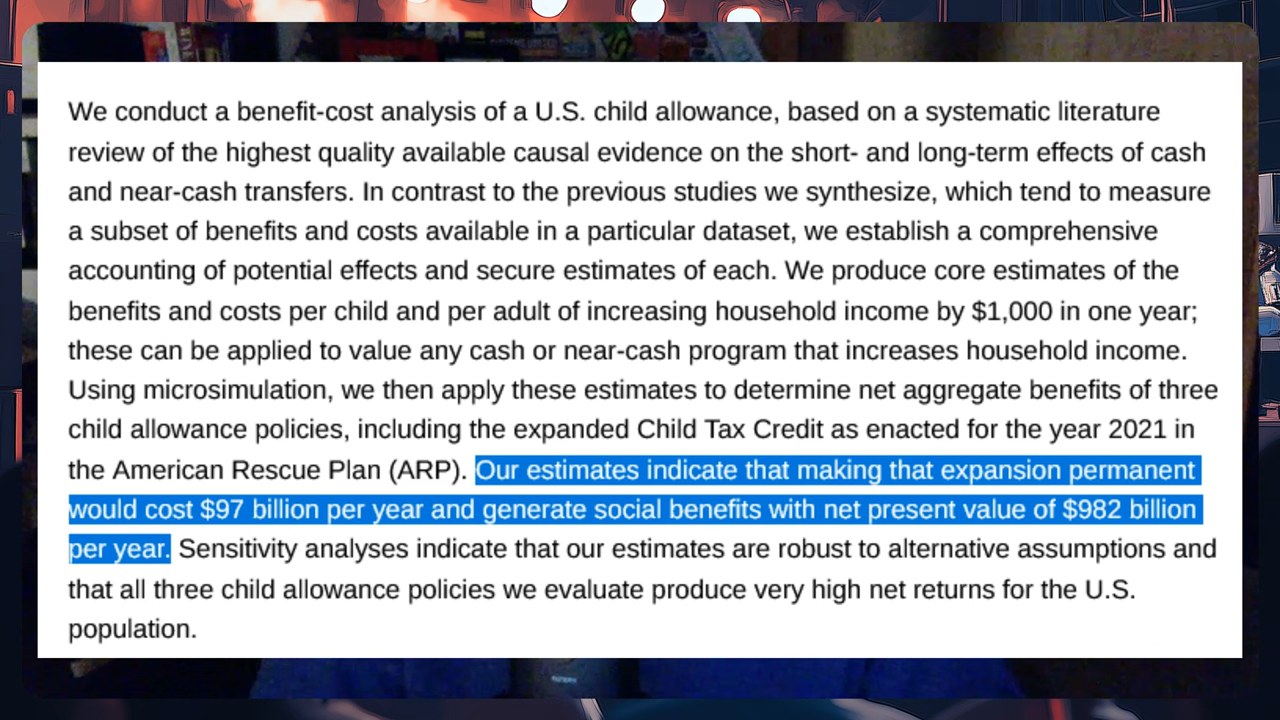 We conduct a benefit-cost analysis of a U.S. child allowance, based on a systematic literature
review of the highest quality available causal evidence on the short- and long-term effects of cash
and near-cash transfers. In contrast to the previous studies we synthesize, which tend to measure
a subset of benefits and costs available in a particular dataset, we establish a comprehensive
accounting of potential effects and secure estimates of each. We produce core estimates of the
benefits and costs per child and per adult of increasing household income by $1,000 in one year;
these can be applied to value any cash or near-cash program that increases household income.
Using microsimulation, we then apply these estimates to determine net aggregate benefits of three
child allowance policies, including the expanded Child Tax Credit as enacted for the year 2021 in
the American Rescue Plan (ARP). Our estimates indicate that making that expansion permanent
would cost $97 billion per year and generate social benefits with net present value of $982 billion
per year. Sensitivity analyses indicate that our estimates are robust to alternative assumptions and
that all three child allowance policies we evaluate produce very high net returns for the U.S.
population.